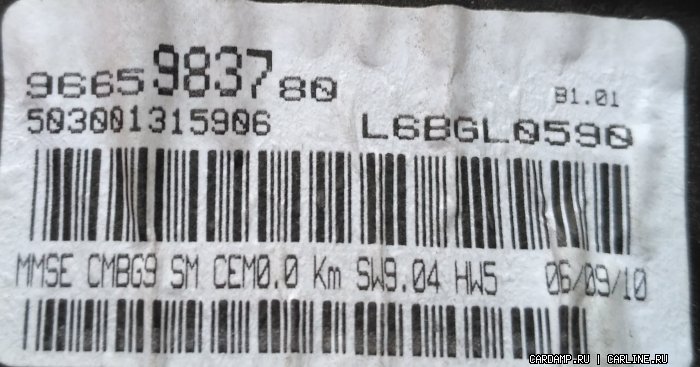 9665983780 B1.01
503001315906 L6BGL0590
MMSE CMBG9 SM CEM0.0 Km SW9.04 HW5 06/09/10
CARDAMP.RU | CARLINE.RU